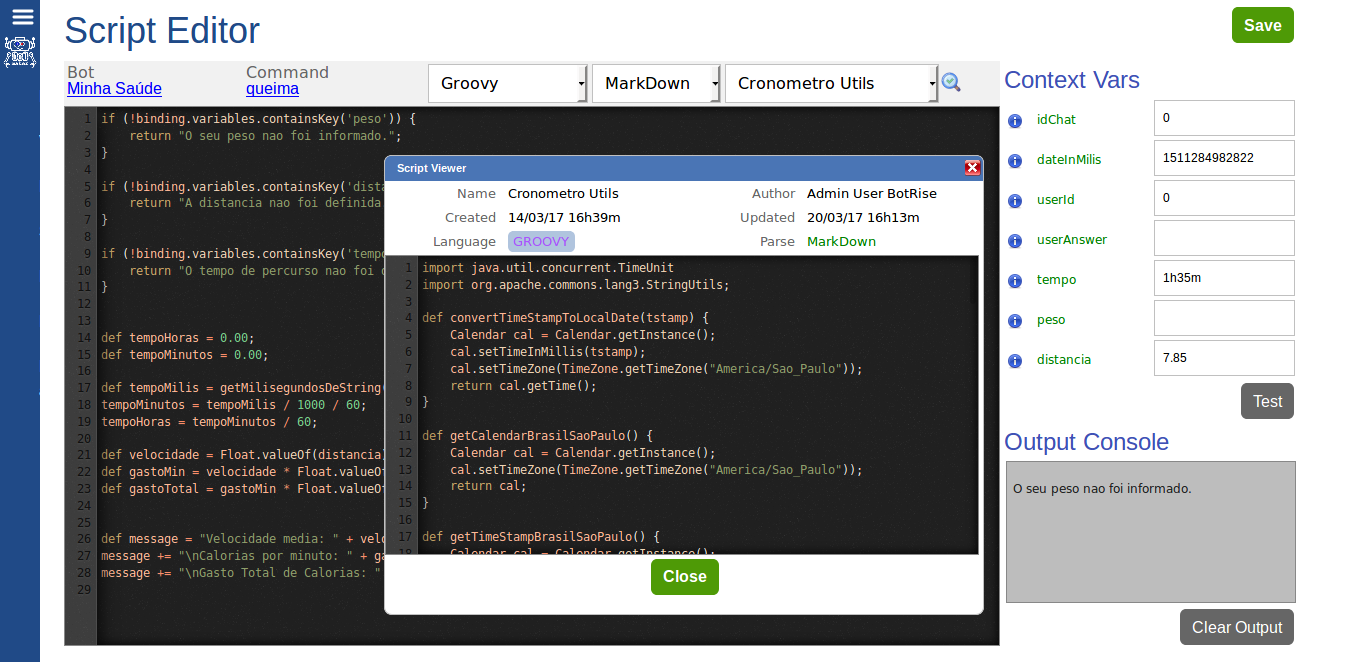 Script Editor
Save
Bot
Minha Saúde
Command
queima
Groovy
MarkDown
Cronometro Utils
1 if (!binding.variables.containsKey('peso')) {
2 return "O seu peso nao foi informado.";
3 }
4
5 if (!binding.variables.containsKey('dista
6 return "A distancia nao foi definida
7 }
8
9 if (!binding.variables.containsKey('tempo
10 return "O tempo de percurso nao foi
11 }
12
13
14 def tempoHoras = 0.00;
15 def tempoMinutos = 0.00;
16
17 def tempoMilis = getMilisegundosDeString
18 tempoMinutos = tempoMilis / 1000 / 60;
19 tempoHoras = tempoMinutos / 60;
20
21 def velocidade = Float.valueOf(distancia)
22 def gastoMin = velocidade * Float.valueOf
23 def gastoTotal = gastoMin * Float.valueOf
24
25
26 def message = "Velocidade media: " + velo
27 message += "\nCalorias por minuto: " + ga
28 message += "\nGasto Total de Calorias: "
29
Script Viewer
Name Cronometro Utils Author Admin User BotRise
Created 14/03/17 16h39m Updated 20/03/17 16h13m
Language GROOVY Parse MarkDown
1 import java.util.concurrent.TimeUnit
2 import org.apache.commons.lang3.StringUtils;
3
4 def convertTimeStampToLocalDate(tstamp) {
5 Calendar cal = Calendar.getInstance();
6 cal.setTimeInMillis(tstamp);
7 cal.setTimeZone(TimeZone.getTimeZone("America/Sao_Paulo"));
8 return cal.getTime();
9 }
10
11 def getCalendarBrasilSaoPaulo() {
12 Calendar cal = Calendar.getInstance();
13 cal.setTimeZone(TimeZone.getTimeZone("America/Sao_Paulo"));
14 return cal;
15 }
16
17 def getTimeStampBrasilSaoPaulo() {
18 Calendar cal = Calendar.getInstance();
Close
Context Vars
idChat 0
dateInMilis 1511284982822
userId 0
userAnswer
tempo 1h35m
peso
distancia 7.85
Test
Output Console
O seu peso nao foi informado.
Clear Output